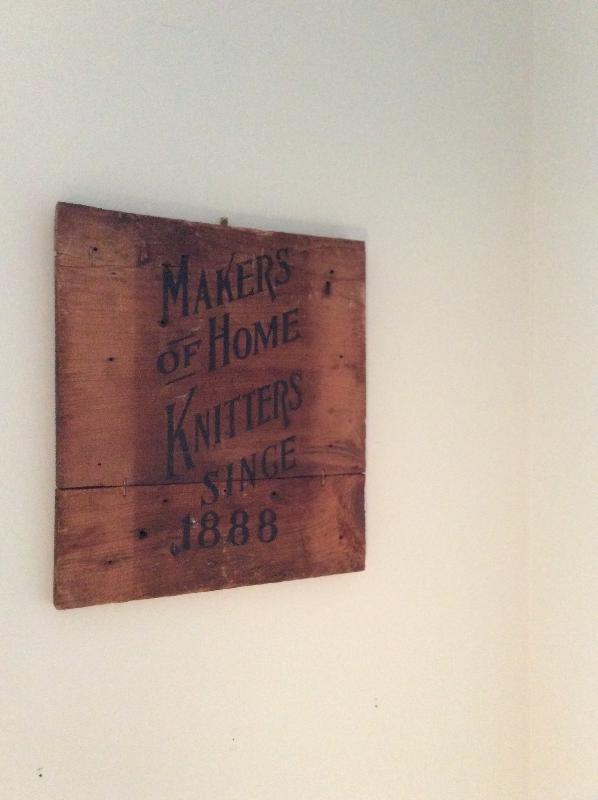 MAKERS
OF HOME
KNITTERS
SINCE
1888